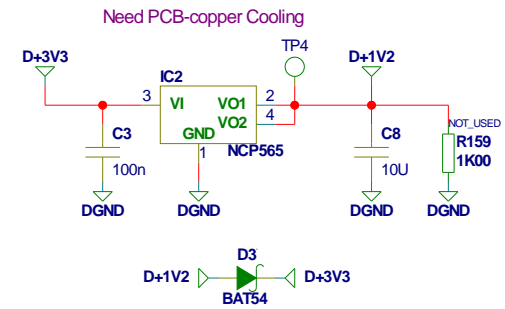 Need PCB-copper Cooling
TP4
D+3V3
D+1V2
IC2
3
VI
VO1
2
VO2
4
GND
NCP565
1
C3
100n
C8
10U
NOT_USED
R159
1K00
DGND
DGND
DGND
DGND
D3
D+1V2
D+3V3
BAT54